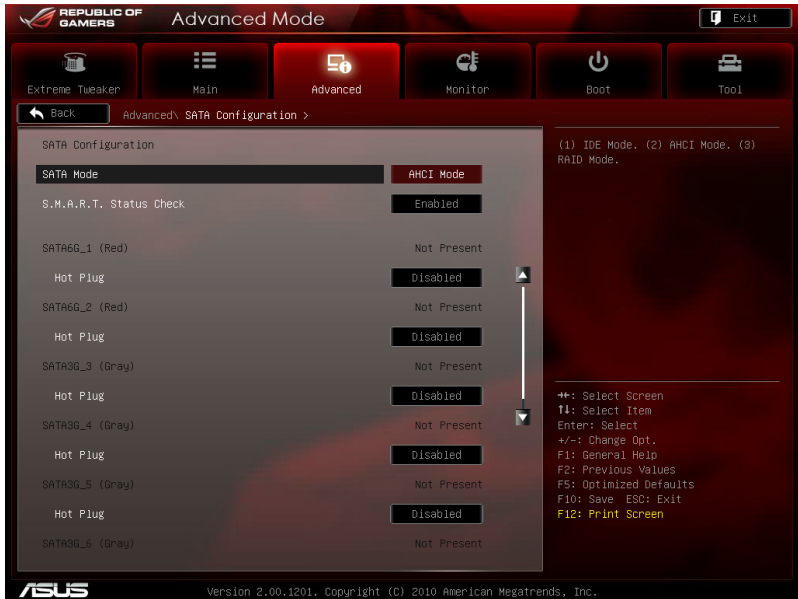 REPUBLIC OF
GAMERS
Advanced Mode
Exit
Extreme Tweaker
Main
Advanced
Monitor
Boot
Tool
Back
Advanced\ SATA Configuration >
SATA Configuration
(1) IDE Mode. (2) AHCI Mode. (3)
RAID Mode.
SATA Mode AHCI Mode
S.M.A.R.T. Status Check Enabled
SATA6G_1 (Red) Not Present
Hot Plug Disabled
SATA6G_2 (Red) Not Present
Hot Plug Disabled
SATA3G_3 (Gray) Not Present
Hot Plug Disabled
SATA3G_4 (Gray) Not Present
Hot Plug Disabled
SATA3G_5 (Gray) Not Present
Hot Plug Disabled
SATA3G_6 (Gray) Not Present
→←: Select Screen
↑↓: Select Item
Enter: Select
+/-: Change Opt.
F1: General Help
F2: Previous Values
F5: Optimized Defaults
F10: Save ESC: Exit
F12: Print Screen
ASUS
Version 2.00.1201. Copyright (C) 2010 American Megatrends, Inc.